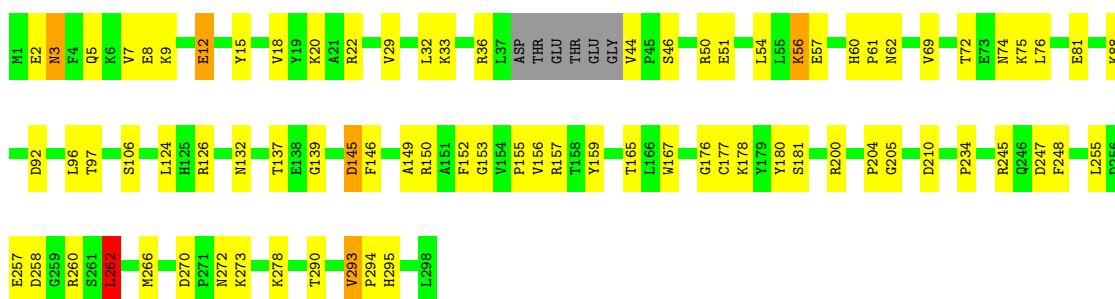 M1 E2 N3 F4 Q5 K6 V7 E8 K9 E12 Y15 V18 Y19 K20 A21 R22 V29 L32 K33 R36 L37 ASP THR GLU THR GLU GLY V44 P45 S46 R50 E51 L54 L55 K56 E57 H60 P61 N62 V69 T72 E73 N74 K75 L76 E81 K88
D92 L96 T97 S106 L124 H125 R126 N132 T137 E138 G139 D145 F146 A149 R150 A151 F152 G153 V154 P155 V156 R157 T158 Y159 T165 L166 W167 G176 C177 K178 Y179 Y180 S181 R200 P204 G205 D210 P234 R245 Q246 D247 F248 L255 D256
E257 D258 G259 R260 S261 L262 M266 D270 P271 N272 K273 K278 T290 V293 P294 H295 L298